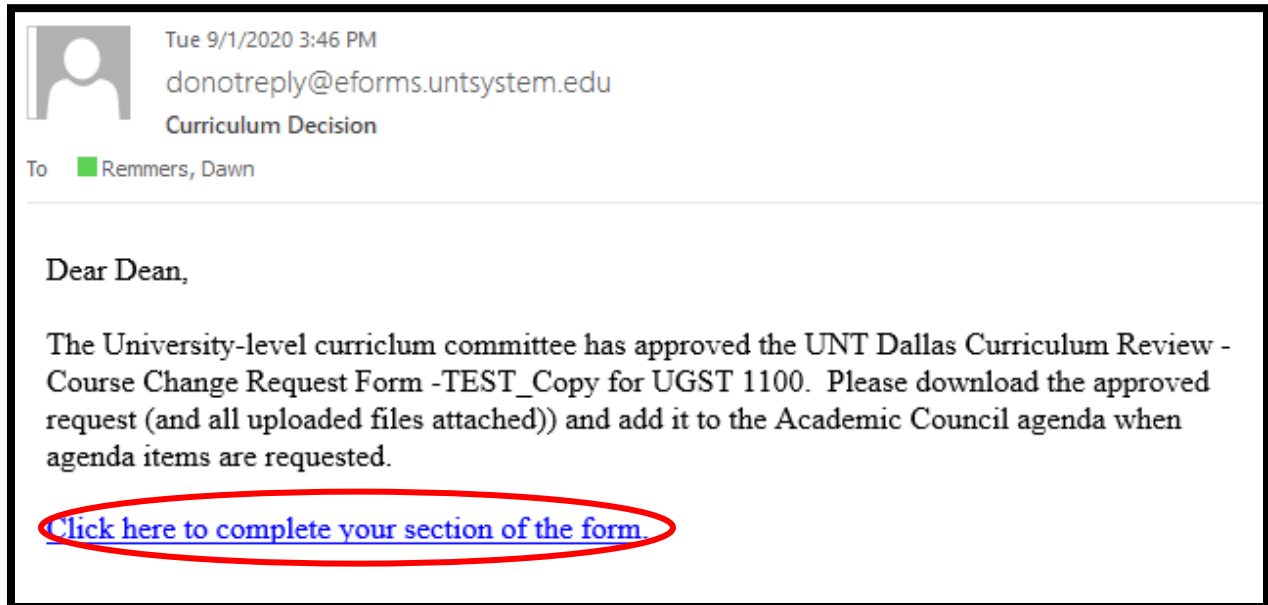 Tue 9/1/2020 3:46 PM
donotreply@eforms.untsystem.edu
Curriculum Decision
To Remmers, Dawn
Dear Dean,
The University-level curriclum committee has approved the UNT Dallas Curriculum Review -
Course Change Request Form -TEST_Copy for UGST 1100.  Please download the approved
request (and all uploaded files attached)) and add it to the Academic Council agenda when
agenda items are requested.
Click here to complete your section of the form.